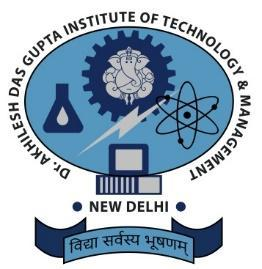 Dr. AKHILESH DAS GUPTA INSTITUTE OF TECHNOLOGY & MANAGEMENT
• NEW DELHI •
विद्या सर्वस्य भूषणम्